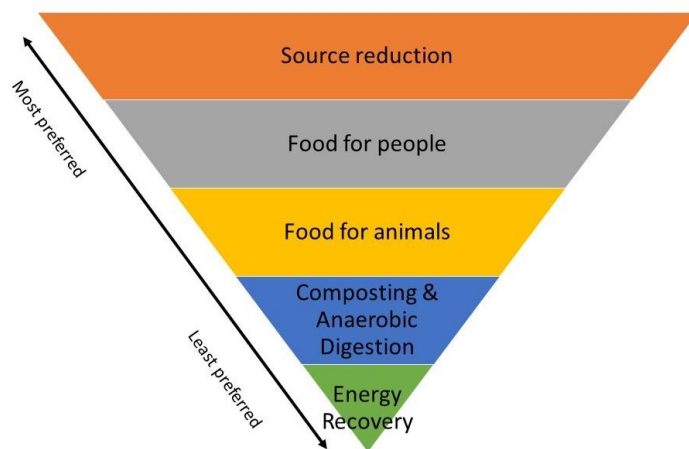 Source reduction
Most preferred
Food for people
Food for animals
Composting &
Anaerobic
Digestion
Least preferred
Energy
Recovery